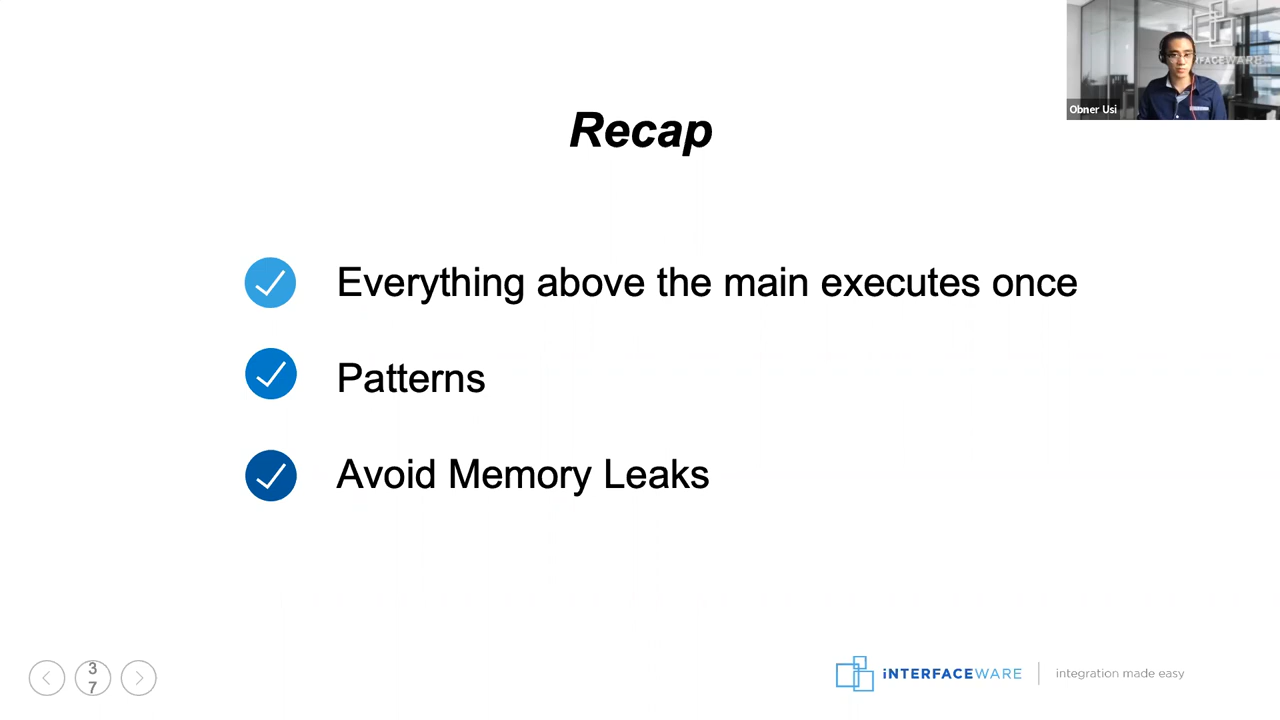 Recap
Everything above the main executes once
Patterns
Avoid Memory Leaks
Obner Usi
3
7
iNTERFACEWARE
integration made easy